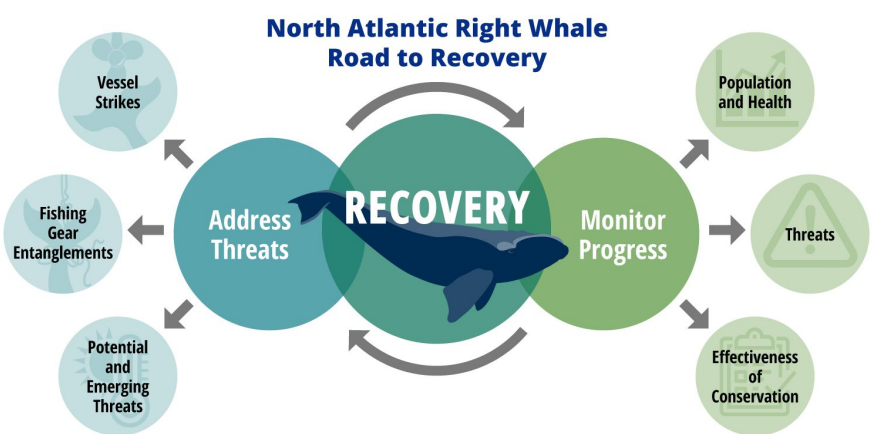 North Atlantic Right Whale
Road to Recovery
Vessel
Strikes
Fishing
Gear
Entanglements
Potential
and
Emerging
Threats
Address
Threats
RECOVERY
Monitor
Progress
Population
and Health
Threats
Effectiveness
of
Conservation